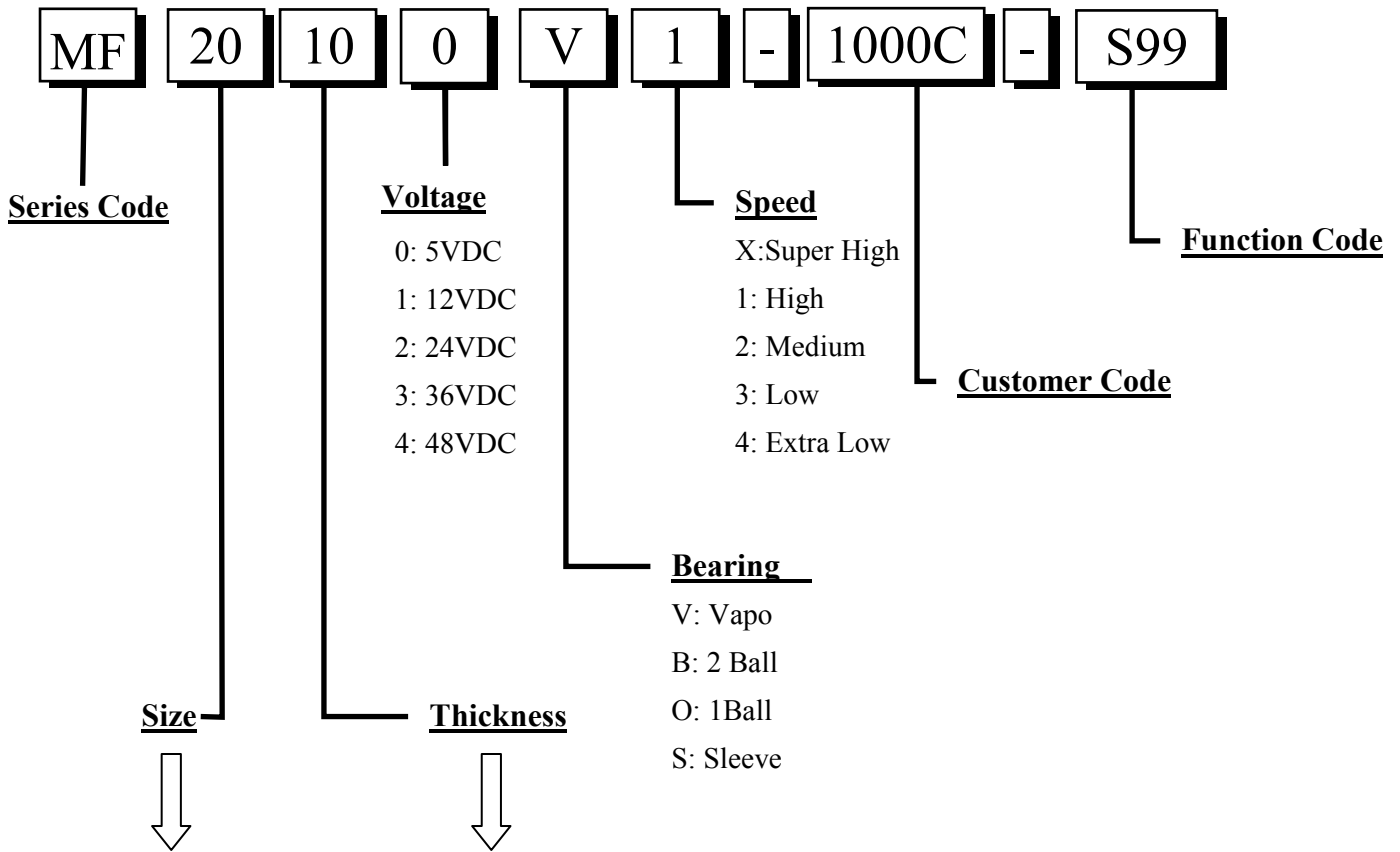 MF 20 10 0 V 1 - 1000C - S99
Series Code
Voltage
0: 5VDC
1: 12VDC
2: 24VDC
3: 36VDC
4: 48VDC
Speed
X:Super High
1: High
2: Medium
3: Low
4: Extra Low
Function Code
Customer Code
Bearing
V: Vapo
B: 2 Ball
O: 1Ball
S: Sleeve
Size
Thickness